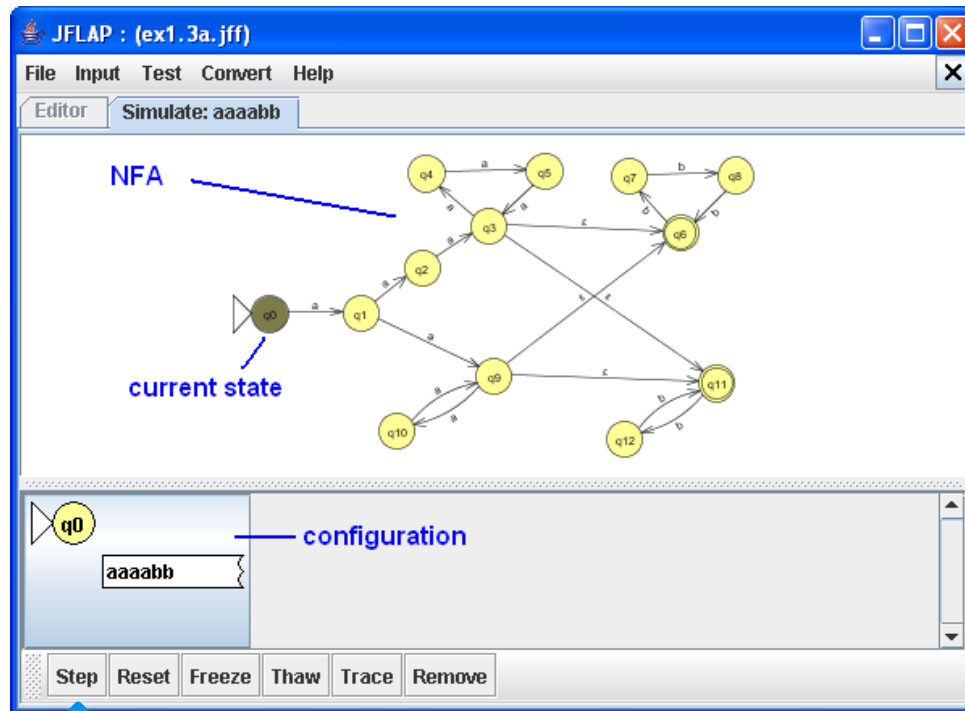 JFLAP : (ex1.3a.jff)
File Input Test Convert Help
Editor Simulate: aaaabb
NFA
q4 a q5 q7 b q8
a a b b
q3 ε q6
a
q2
a ε ε
q0 a q1
a
current state
q9 ε q11
a a b b
q10 q12
q0 configuration
aaaabb
Step Reset Freeze Thaw Trace Remove